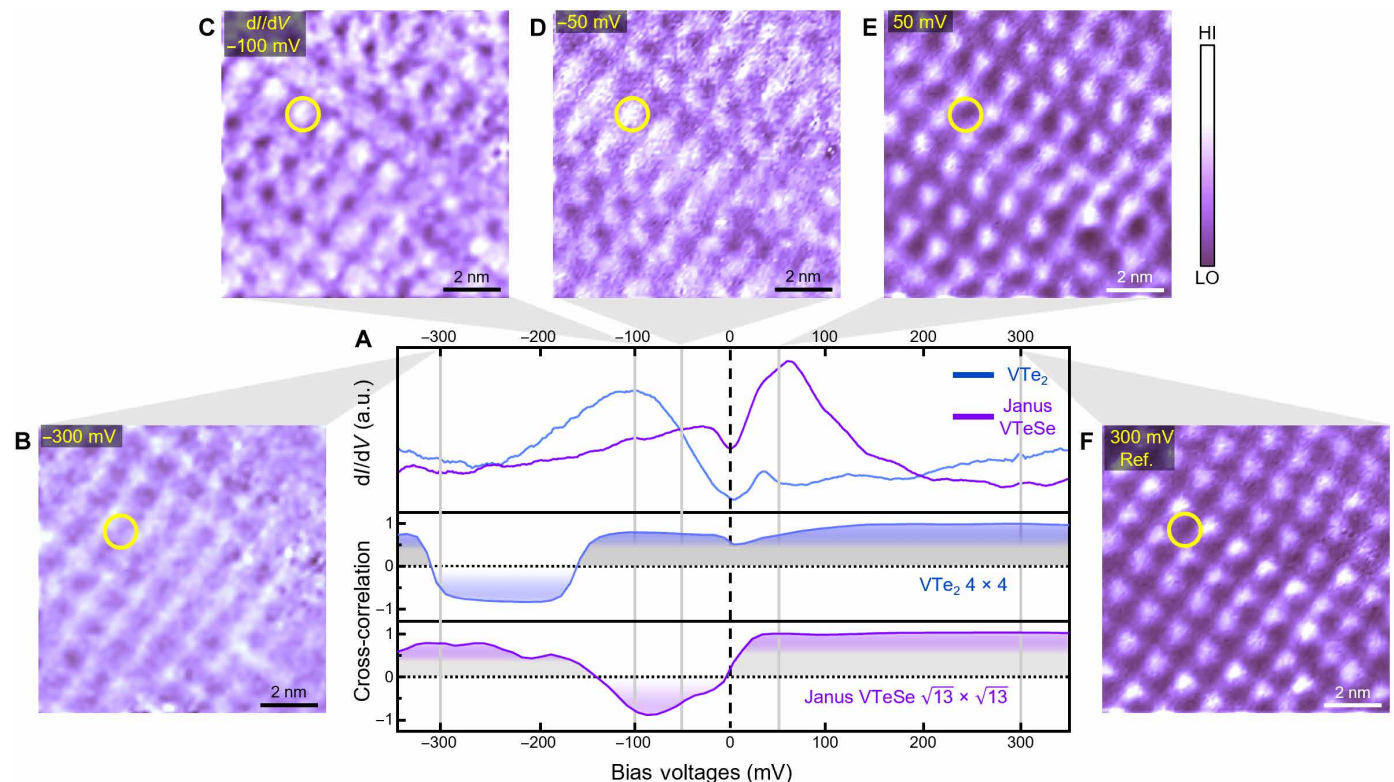 C
dI/dV
−100 mV
2 nm
D
−50 mV
2 nm
E
50 mV
2 nm
HI
LO
A
−300 −200 −100 0 100 200 300
dI/dV (a.u.)
VTe₂
Janus
VTeSe
B
−300 mV
2 nm
F
300 mV
Ref.
2 nm
Cross-correlation
1
0
−1
VTe₂ 4 × 4
1
0
−1
Janus VTeSe √13 × √13
−300 −200 −100 0 100 200 300
Bias voltages (mV)